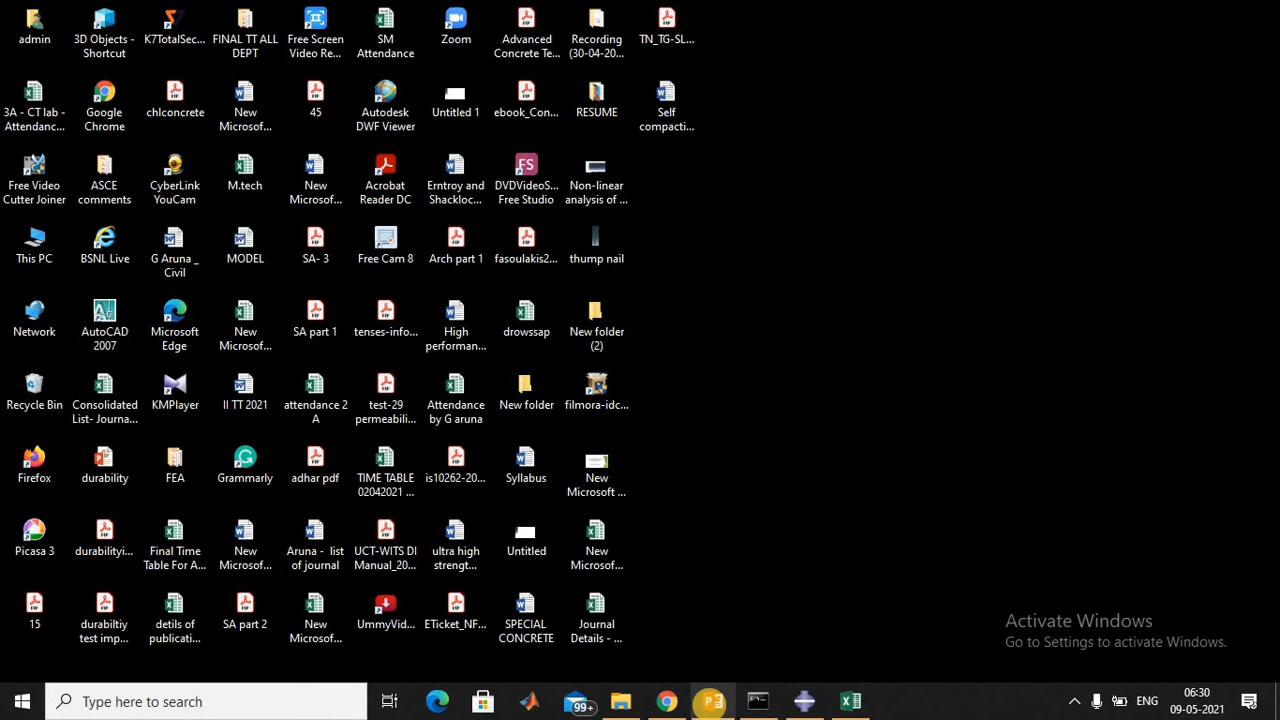 admin
3D Objects -
Shortcut
K7TotalSec...
FINAL TT ALL
DEPT
Free Screen
Video Re...
SM
Attendance
Zoom
Advanced
Concrete Te...
Recording
(30-04-20...
TN_TG-SL...
3A - CT lab -
Attendanc...
Google
Chrome
chlconcrete
New
Microsof...
45
Autodesk
DWF Viewer
Untitled 1
ebook_Con...
RESUME
Self
compacti...
Free Video
Cutter Joiner
ASCE
comments
CyberLink
YouCam
M.tech
New
Microsof...
Acrobat
Reader DC
Erntroy and
Shackloc...
DVDVideoS...
Free Studio
Non-linear
analysis of ...
This PC
BSNL Live
G Aruna _
Civil
MODEL
SA- 3
Free Cam 8
Arch part 1
fasoulakis2...
thump nail
Network
AutoCAD
2007
Microsoft
Edge
New
Microsof...
SA part 1
tenses-info...
High
performan...
drowssap
New folder
(2)
Recycle Bin
Consolidated
List- Journa...
KMPlayer
II TT 2021
attendance 2
A
test-29
permeabili...
Attendance
by G aruna
New folder
filmora-idc...
Firefox
durability
FEA
Grammarly
adhar pdf
TIME TABLE
02042021 ...
is10262-20...
Syllabus
New
Microsoft ...
Picasa 3
durabilityi...
Final Time
Table For A...
New
Microsof...
Aruna - list
of journal
UCT-WITS DI
Manual_20...
ultra high
strengt...
Untitled
New
Microsof...
15
durabiltiy
test imp...
detils of
publicati...
SA part 2
New
Microsof...
UmmyVid...
ETicket_NF...
SPECIAL
CONCRETE
Journal
Details - ...
Activate Windows
Go to Settings to activate Windows.
Type here to search
99+
ENG
06:30
09-05-2021